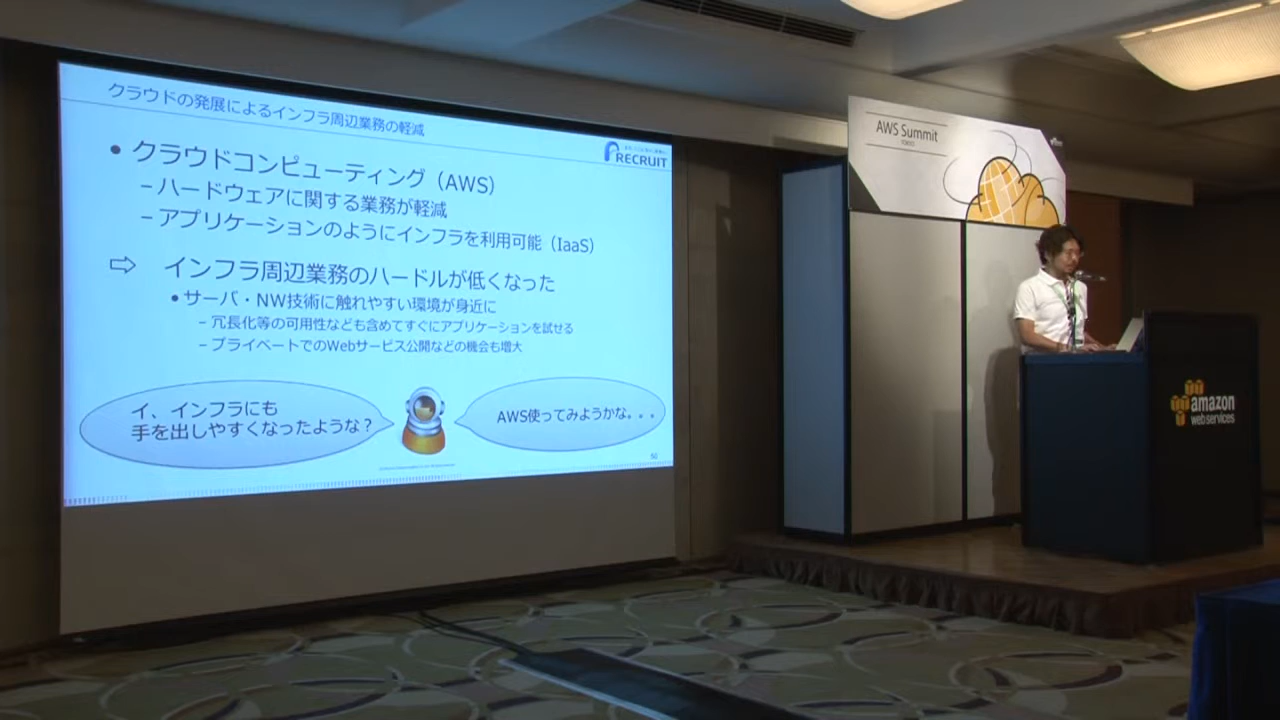 クラウドの発展によるインフラ周辺業務の軽減
RECRUIT
• クラウドコンピューティング（AWS）
–ハードウェアに関する業務が軽減
–アプリケーションのようにインフラを利用可能（IaaS）
⇨ インフラ周辺業務のハードルが低くなった
•サーバ・NW技術に触れやすい環境が身近に
– 冗長化等の可用性なども含めてすぐにアプリケーションを試せる
– プライベートでのWebサービス公開などの機会も増大
イ、インフラにも
手を出しやすくなったような？
AWS使ってみようかな。。。
AWS Summit
TOKYO
amazon
web services